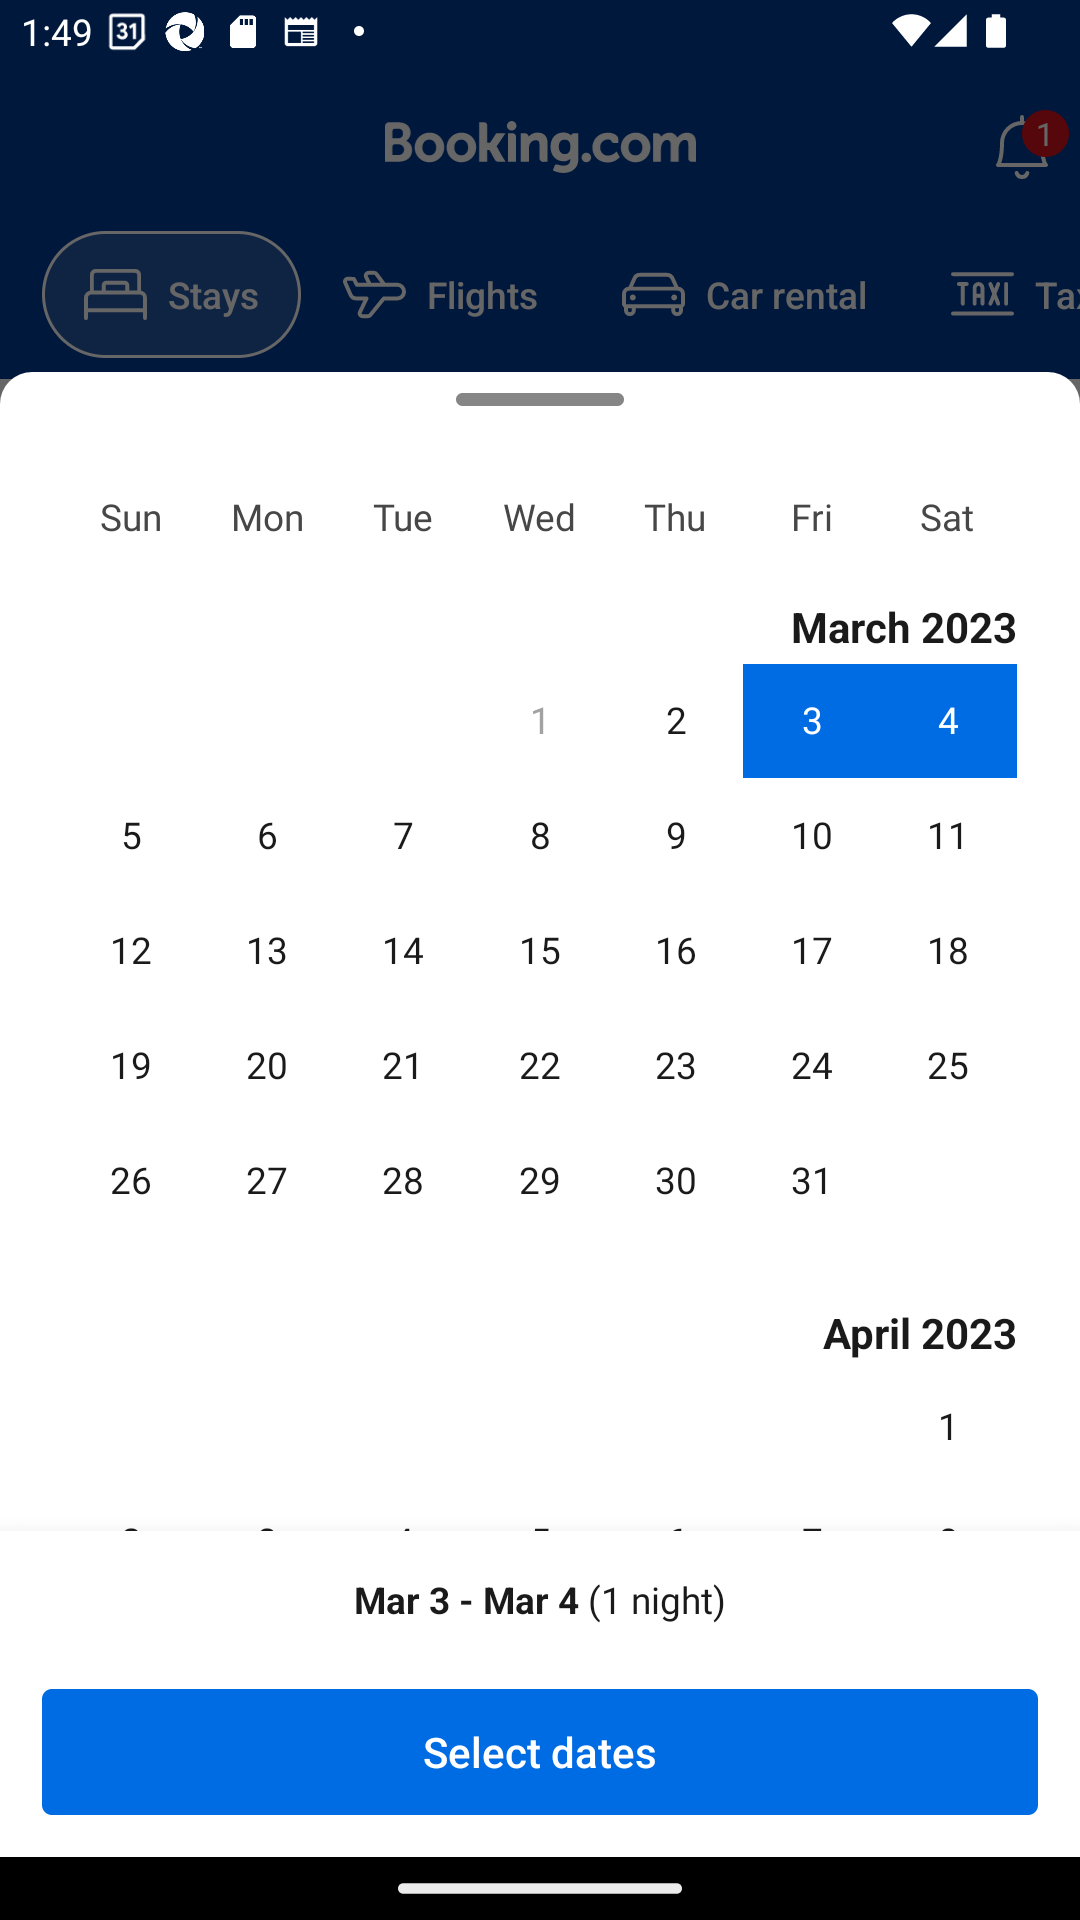 1:49 31
Booking.com
1
Stays Flights Car rental TAXI Tax
Sun Mon Tue Wed Thu Fri Sat
March 2023
1 2 3 4
5 6 7 8 9 10 11
12 13 14 15 16 17 18
19 20 21 22 23 24 25
26 27 28 29 30 31
April 2023
1
Mar 3 - Mar 4 (1 night)
Select dates